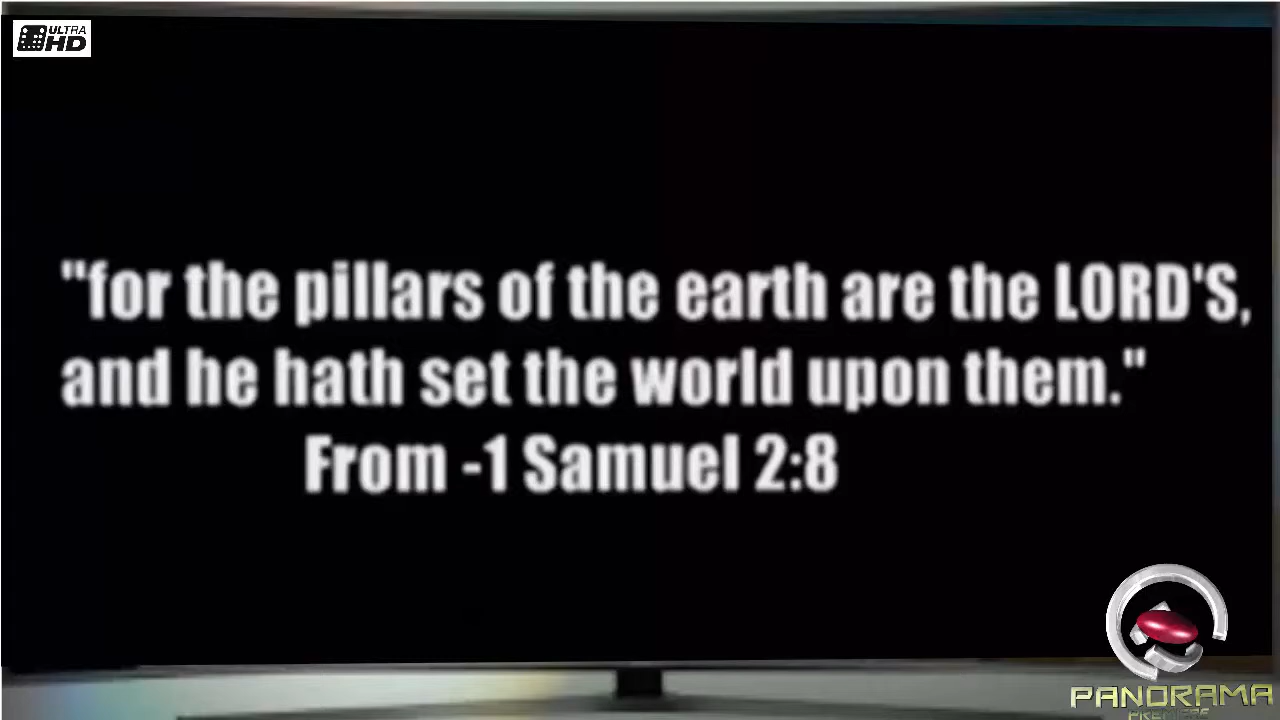 ULTRA
HD
"for the pillars of the earth are the LORD'S,
and he hath set the world upon them."
From -1 Samuel 2:8
PANORAMA
PREMIERE